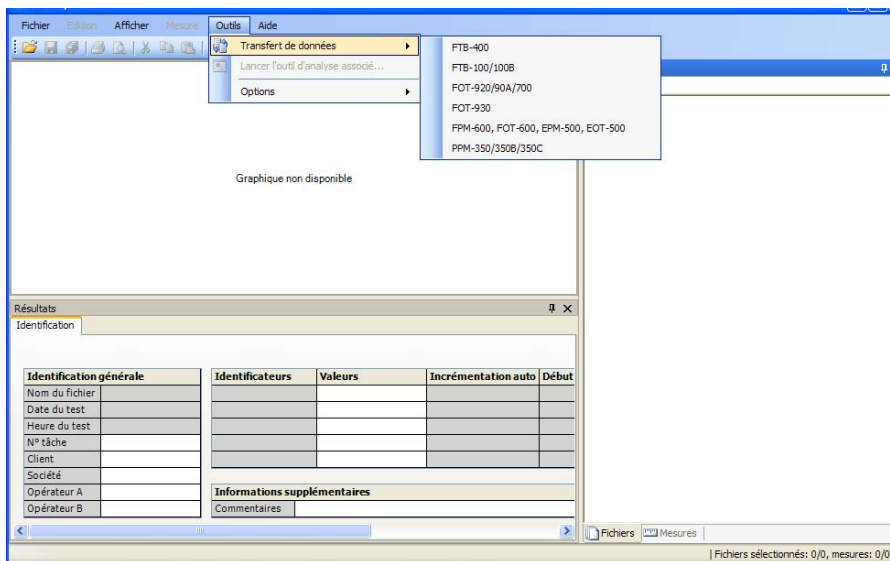 Fichier Edition Afficher Mesure Outils Aide
Transfert de données
Lancer l'outil d'analyse associé...
Options
FTB-400
FTB-100/100B
FOT-920/90A/700
FOT-930
FPM-600, FOT-600, EPM-500, EOT-500
PPM-350/350B/350C
Graphique non disponible
Résultats
Identification
Identification générale
Nom du fichier
Date du test
Heure du test
N° tâche
Client
Société
Opérateur A
Opérateur B
Identificateurs Valeurs Incrémentation auto Début
Informations supplémentaires
Commentaires
Fichiers Mesures
Fichiers sélectionnés: 0/0, mesures: 0/0